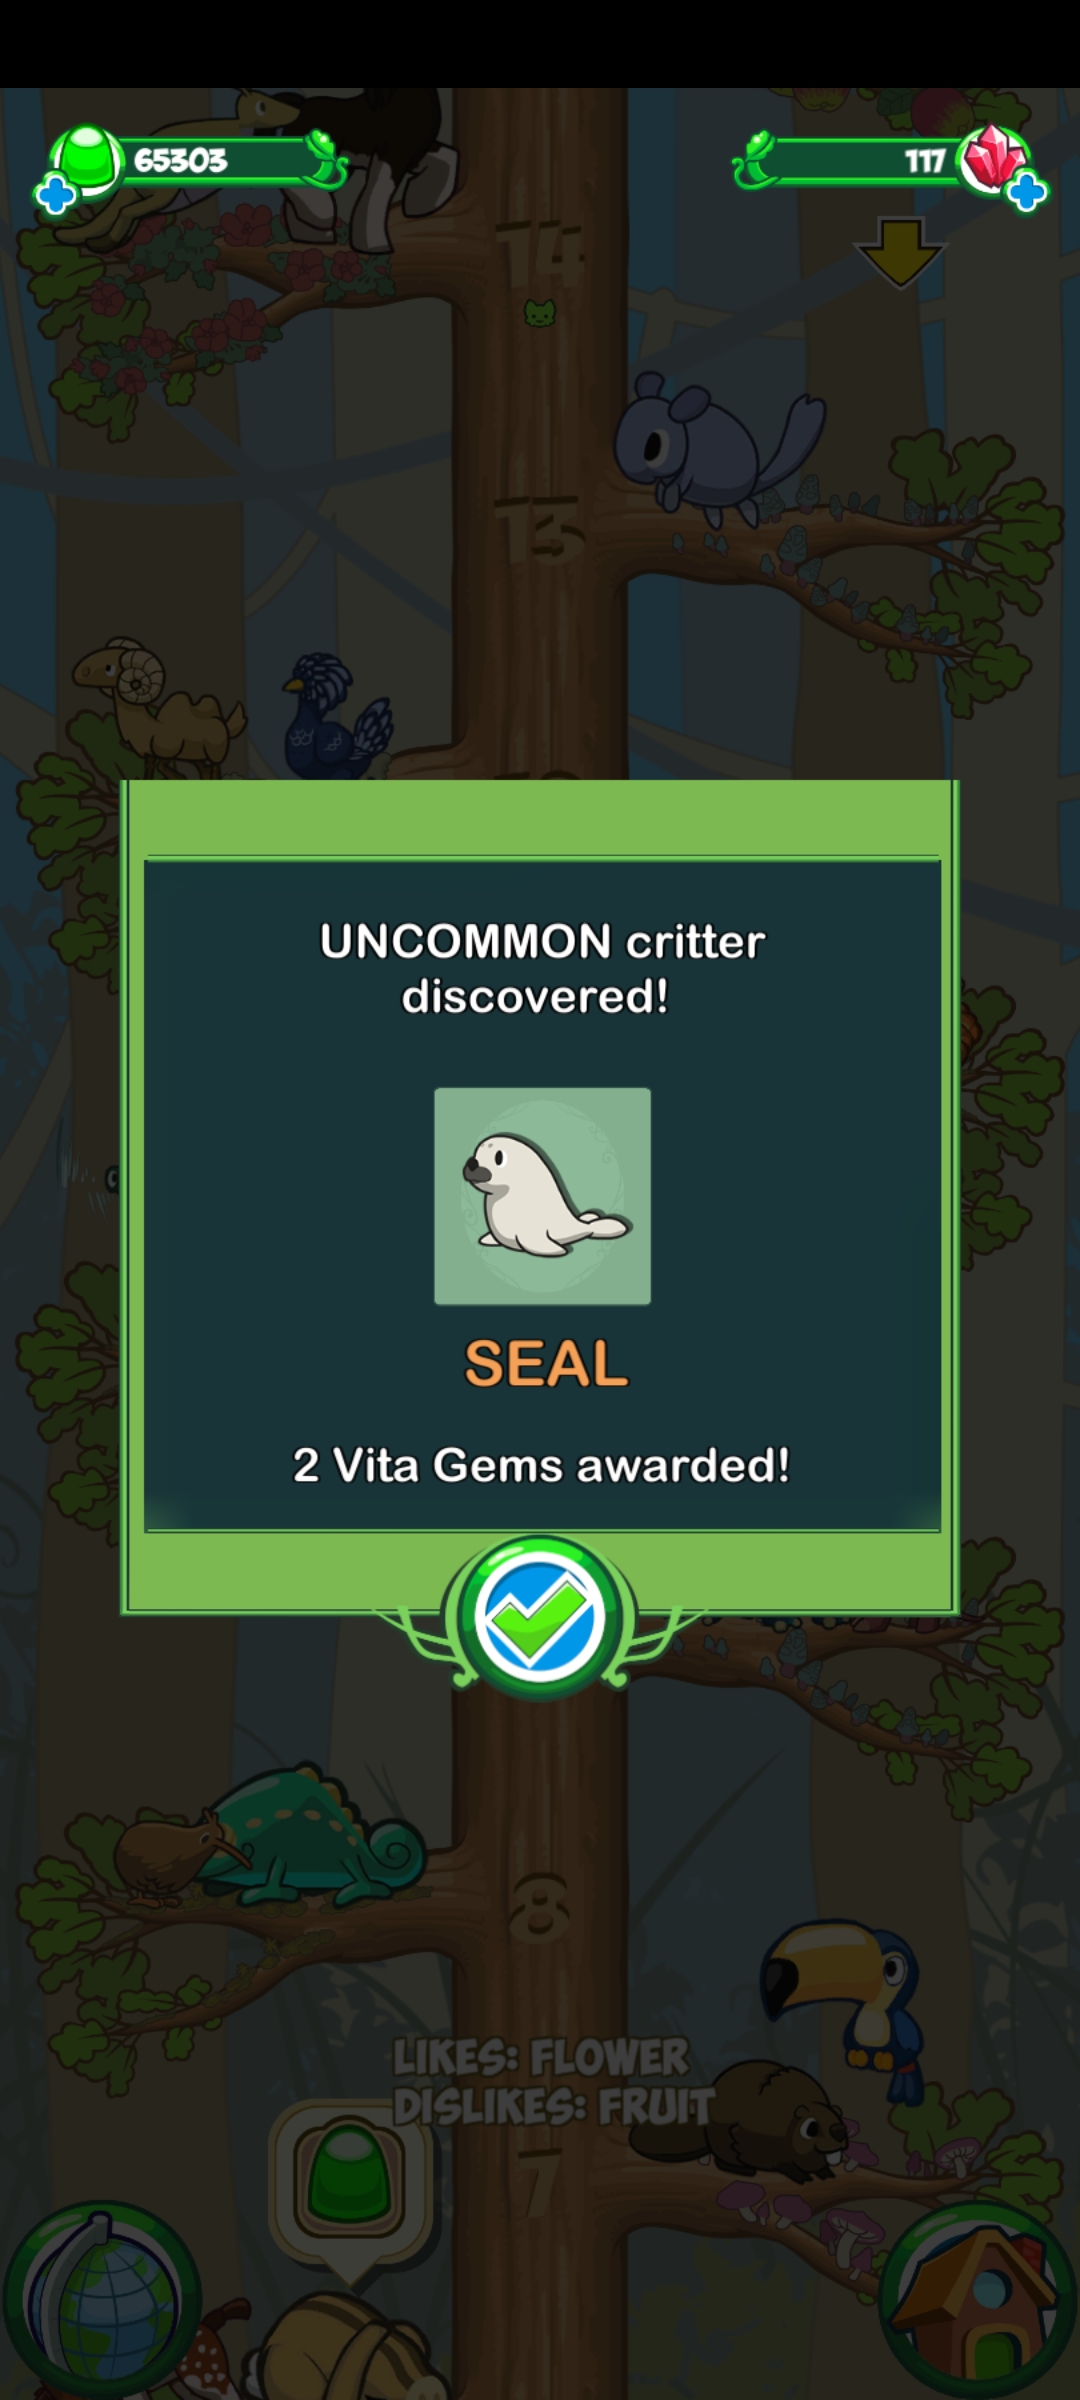 65303
117
14
13
UNCOMMON critter
discovered!
SEAL
2 Vita Gems awarded!
8
LIKES: FLOWER
DISLIKES: FRUIT
7